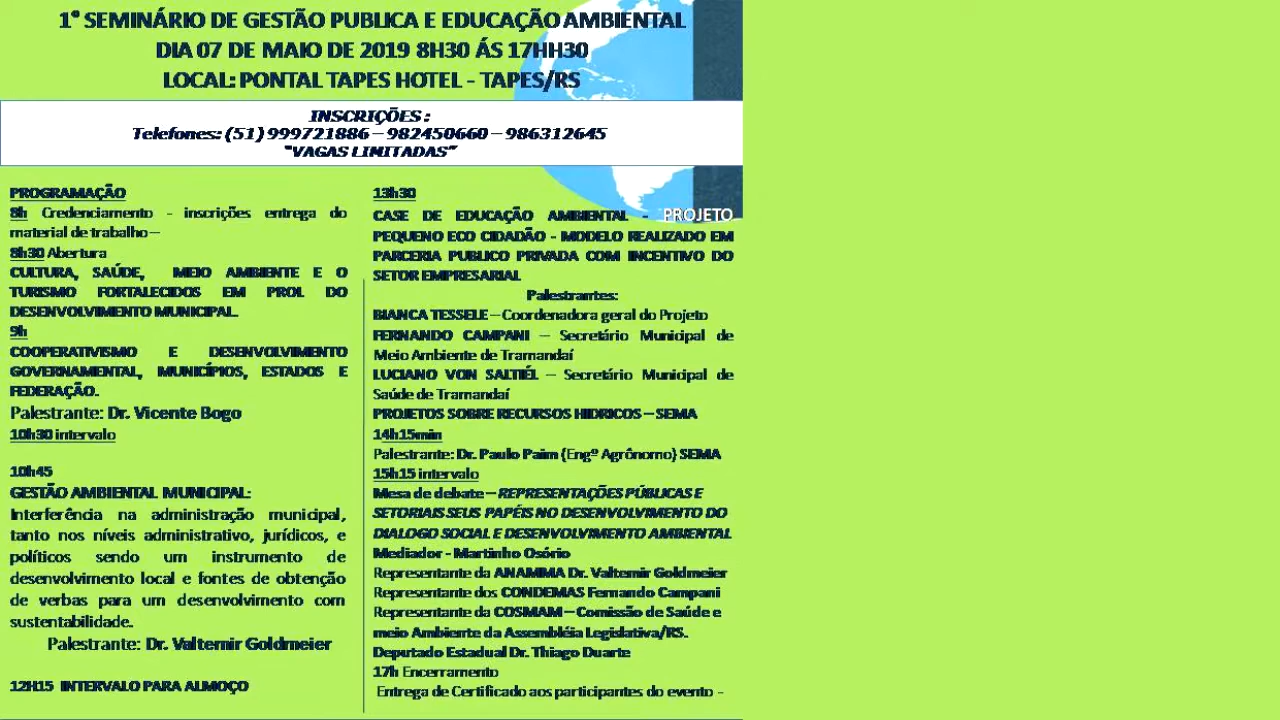 1° SEMINÁRIO DE GESTÃO PUBLICA E EDUCAÇÃO AMBIENTAL
DIA 07 DE MAIO DE 2019 8H30 ÁS 17HH30
LOCAL: PONTAL TAPES HOTEL - TAPES/RS
INSCRIÇÕES :
Telefones: (51) 999721886 – 982450660 – 986312645
"VAGAS LIMITADAS"
PROGRAMAÇÃO
8h Credenciamento - inscrições entrega do
material de trabalho –
8h30 Abertura
CULTURA, SAÚDE, MEIO AMBIENTE E O
TURISMO FORTALECIDOS EM PROL DO
DESENVOLVIMENTO MUNICIPAL.
9h
COOPERATIVISMO E DESENVOLVIMENTO
GOVERNAMENTAL, MUNICÍPIOS, ESTADOS E
FEDERAÇÃO.
Palestrante: Dr. Vicente Bogo
10h30 intervalo
10h45
GESTÃO AMBIENTAL MUNICIPAL:
Interferência na administração municipal,
tanto nos níveis administrativo, jurídicos, e
políticos sendo um instrumento de
desenvolvimento local e fontes de obtenção
de verbas para um desenvolvimento com
sustentabilidade.
Palestrante: Dr. Valtemir Goldmeier
12H15 INTERVALO PARA ALMOÇO
13h30
CASE DE EDUCAÇÃO AMBIENTAL - PROJETO
PEQUENO ECO CIDADÃO - MODELO REALIZADO EM
PARCERIA PUBLICO PRIVADA COM INCENTIVO DO
SETOR EMPRESARIAL
Palestrantes:
BIANCA TESSELE – Coordenadora geral do Projeto
FERNANDO CAMPANI – Secretário Municipal de
Meio Ambiente de Tramandaí
LUCIANO VON SALTIÉL – Secretário Municipal de
Saúde de Tramandaí
PROJETOS SOBRE RECURSOS HIDRICOS – SEMA
14h15min
Palestrante: Dr. Paulo Paim (Engº Agrônomo) SEMA
15h15 intervalo
Mesa de debate – REPRESENTAÇÕES PÚBLICAS E
SETORIAIS SEUS PAPÉIS NO DESENVOLVIMENTO DO
DIALOGO SOCIAL E DESENVOLVIMENTO AMBIENTAL
Mediador - Martinho Osório
Representante da ANAMMA Dr. Valtemir Goldmeier
Representante dos CONDEMAS Fernando Campani
Representante da COSMAM – Comissão de Saúde e
meio Ambiente da Assembléia Legislativa/RS.
Deputado Estadual Dr. Thiago Duarte
17h Encerramento
Entrega de Certificado aos participantes do evento -